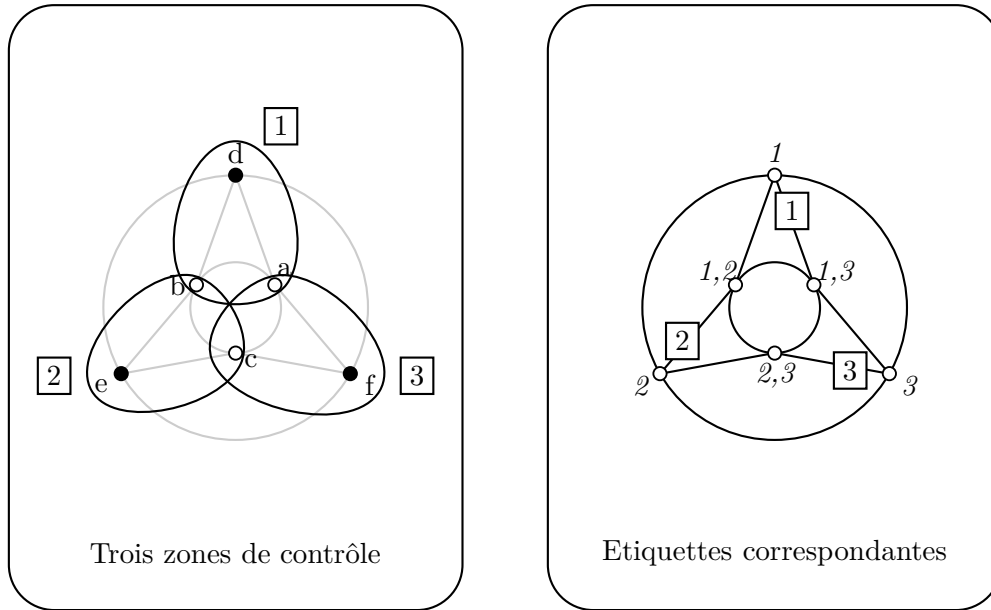 1
d
a
b
c
2
e
f
3
Trois zones de contrôle
1
1
1,2
1,3
2
2,3
3
2
3
Etiquettes correspondantes